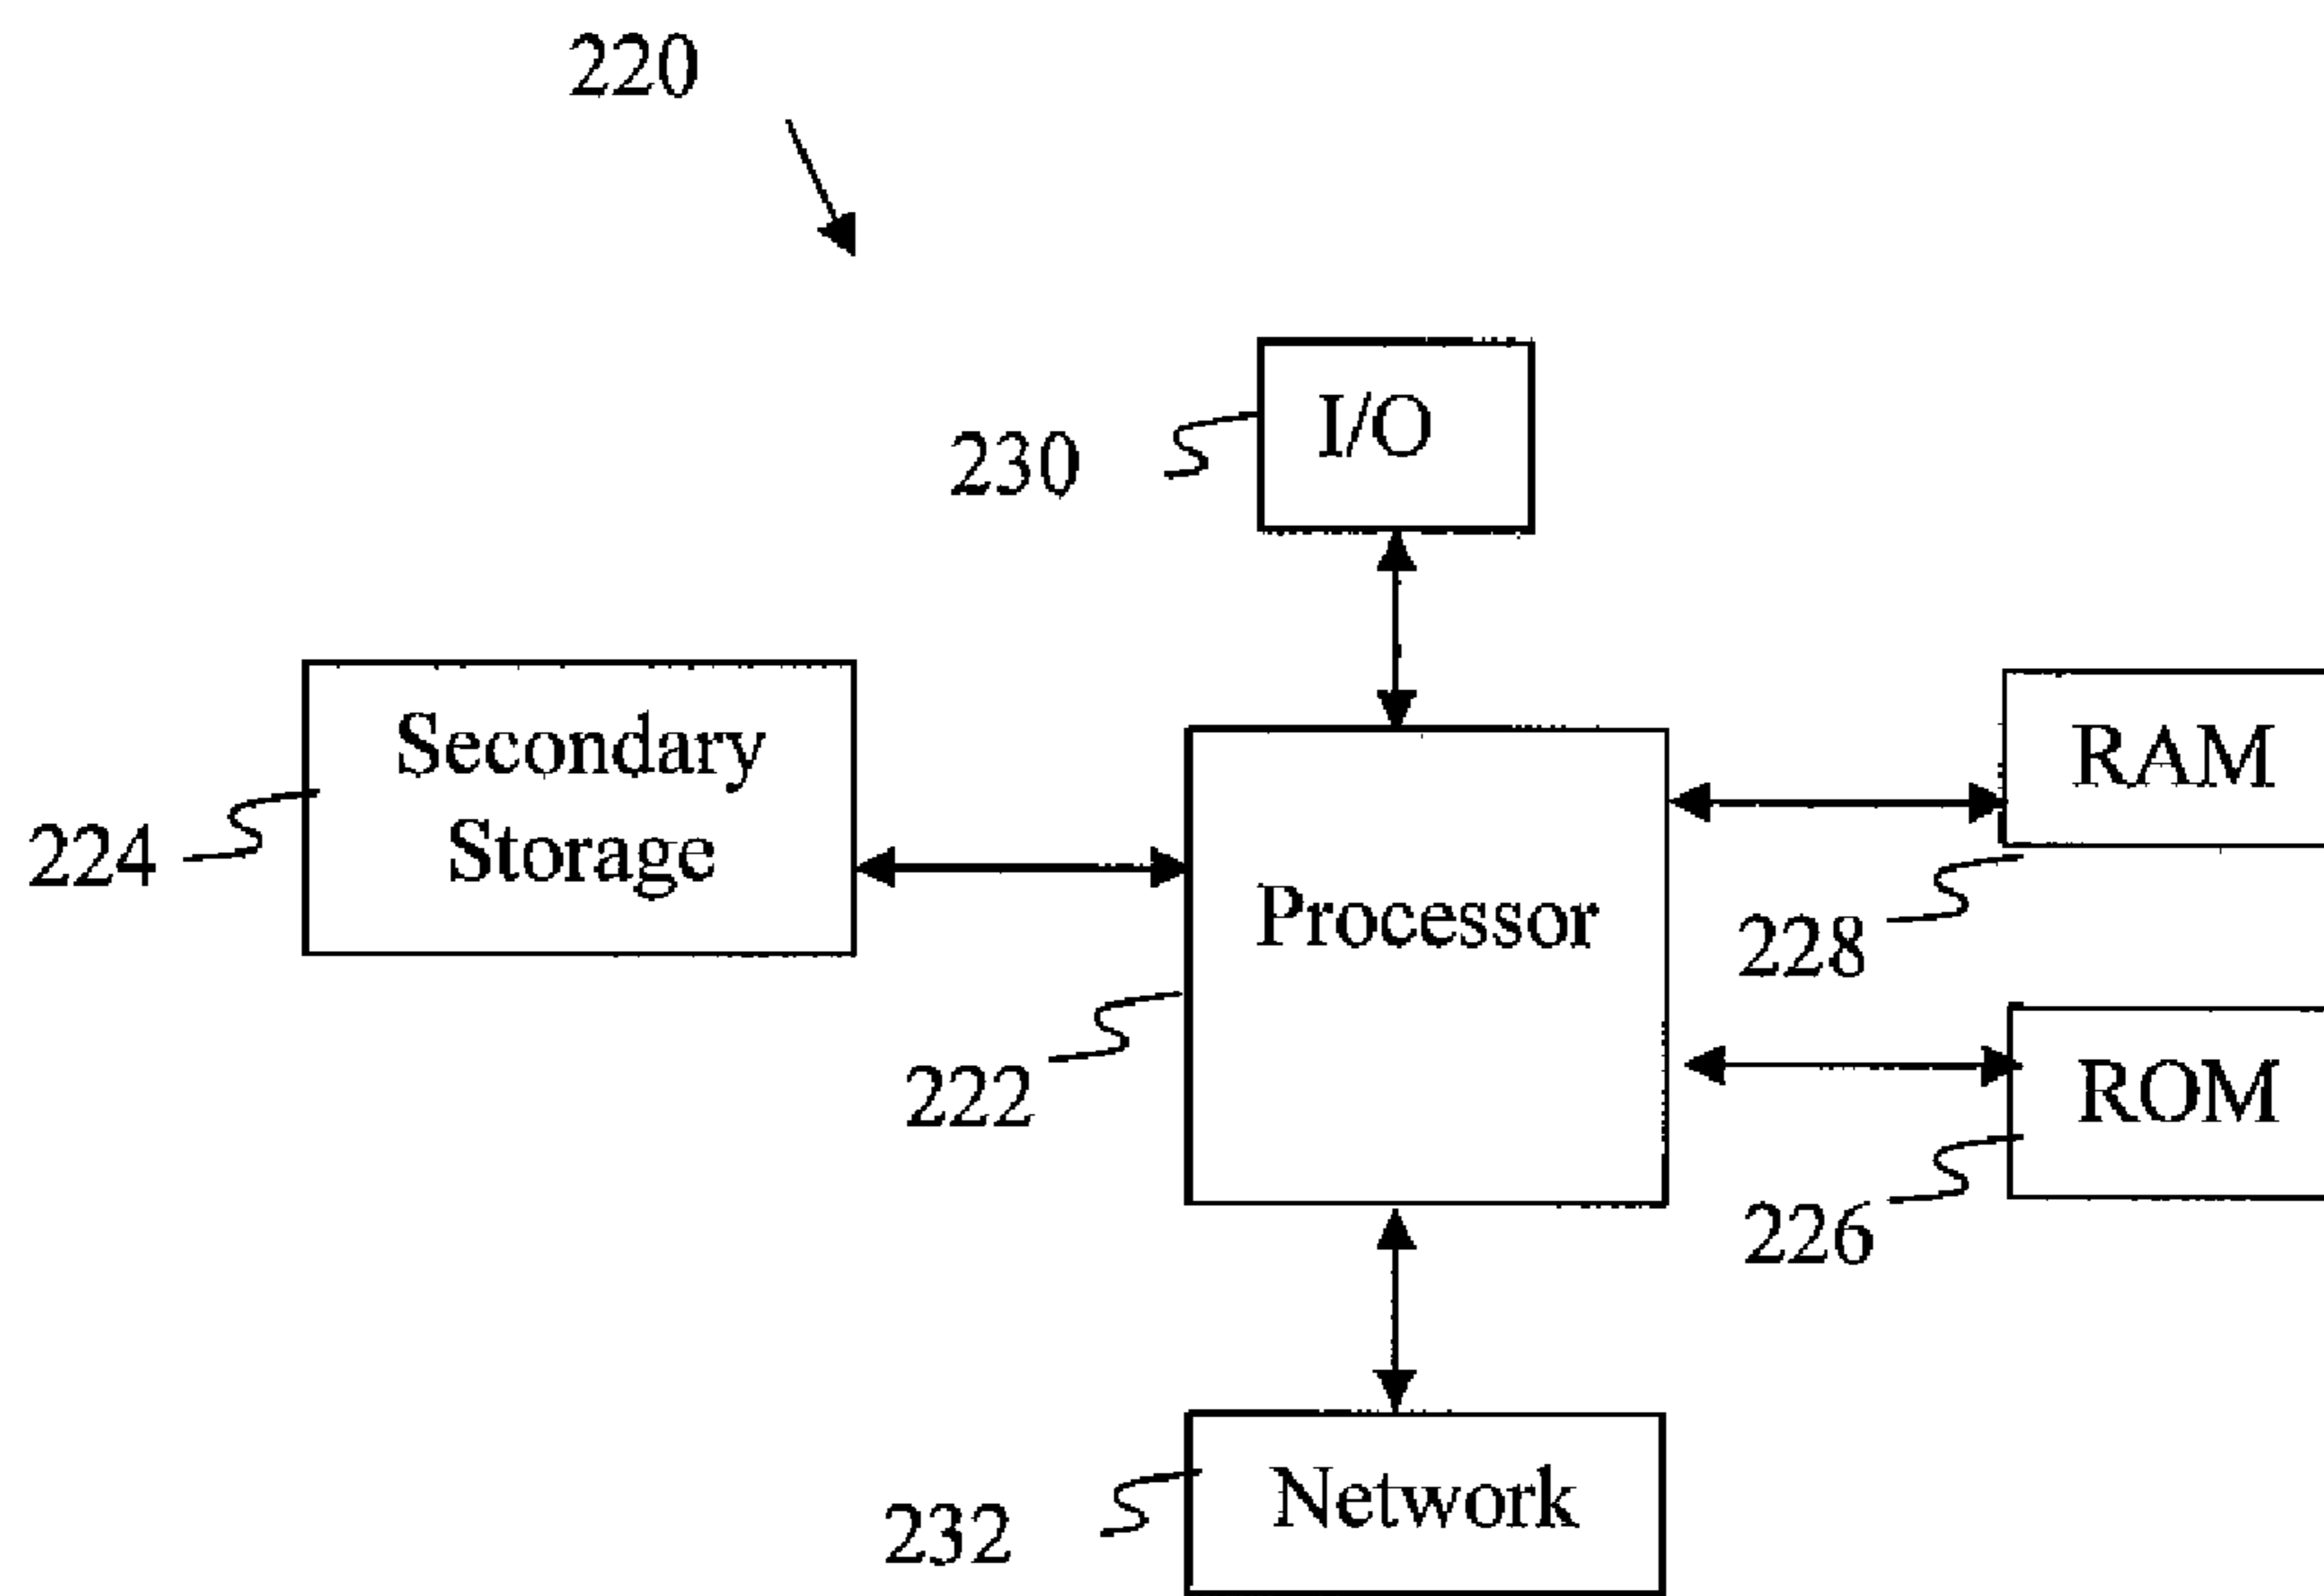 220
I/O
230
Secondary
Storage
RAM
224
Processor
228
222
ROM
226
Network
232